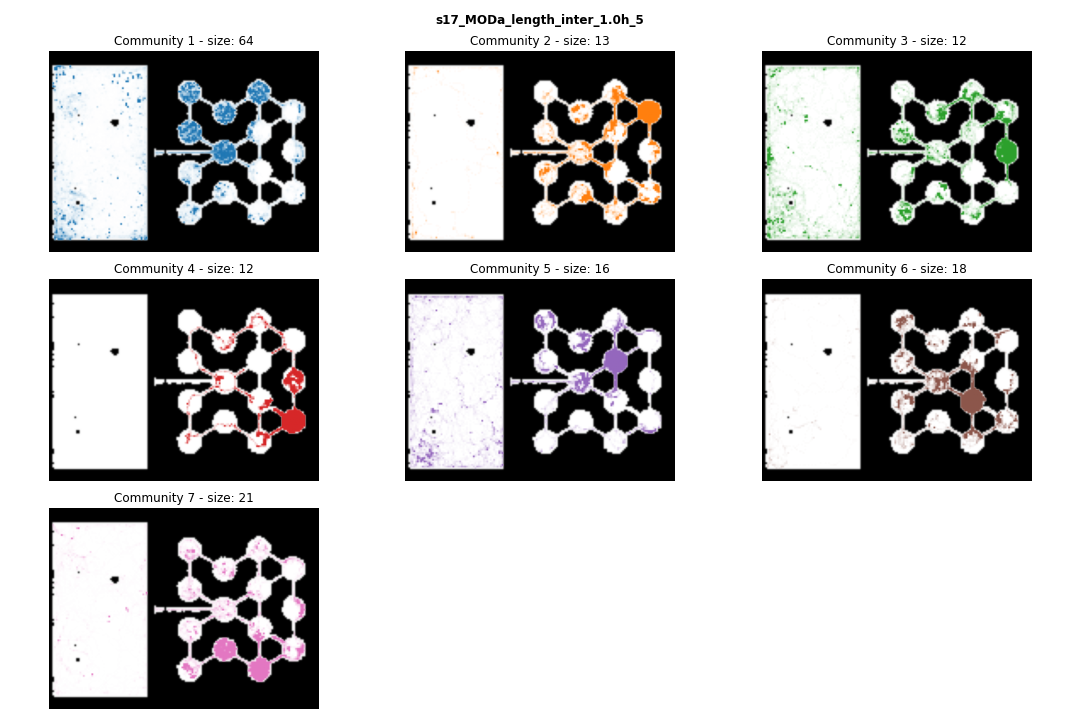 s17_MODa_length_inter_1.0h_5
Community 1 - size: 64
Community 2 - size: 13
Community 3 - size: 12
Community 4 - size: 12
Community 5 - size: 16
Community 6 - size: 18
Community 7 - size: 21